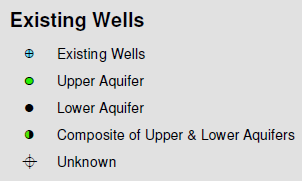 Existing Wells
Existing Wells
Upper Aquifer
Lower Aquifer
Composite of Upper & Lower Aquifers
Unknown